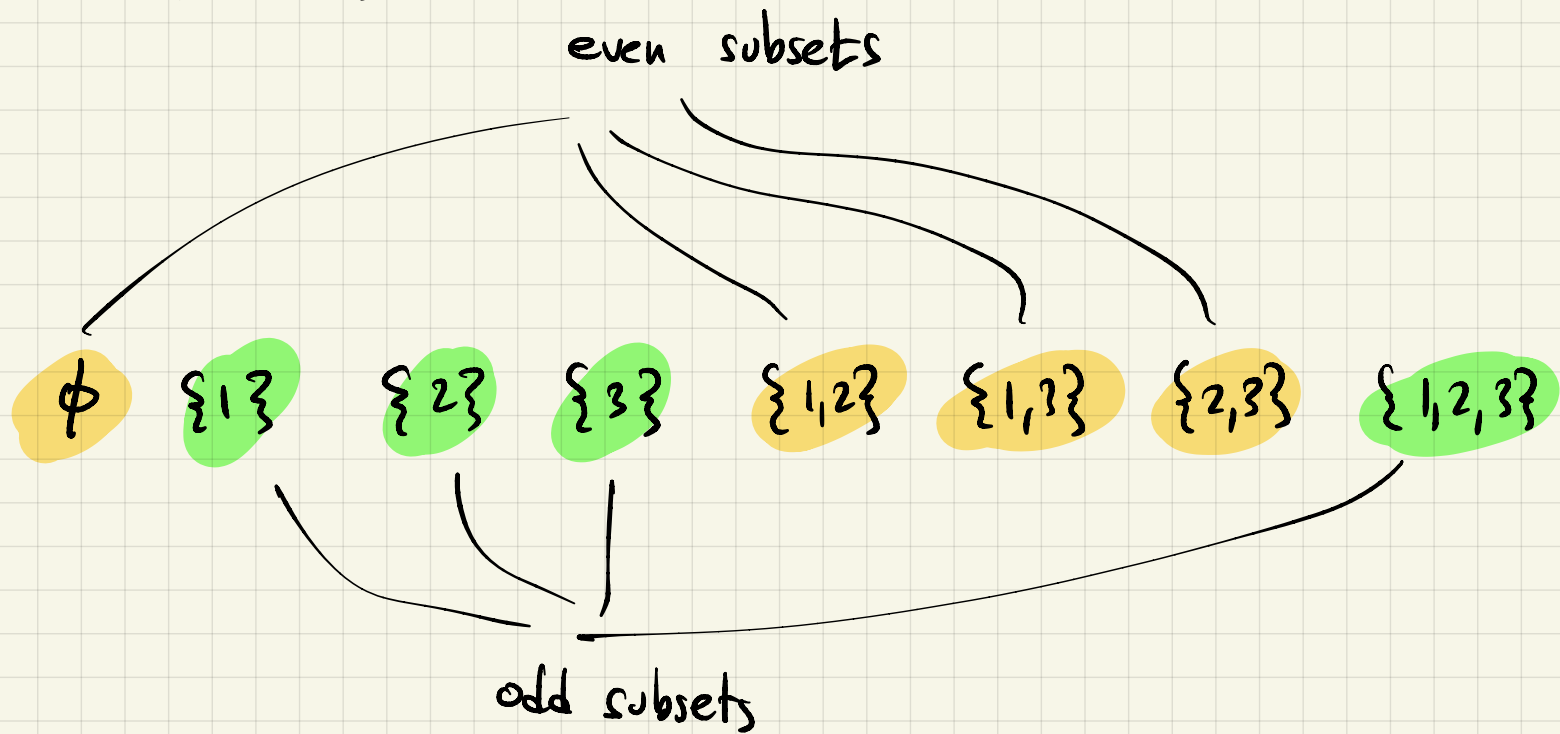 even subsets
ϕ {1} {2} {3} {1,2} {1,3} {2,3} {1,2,3}
odd subsets